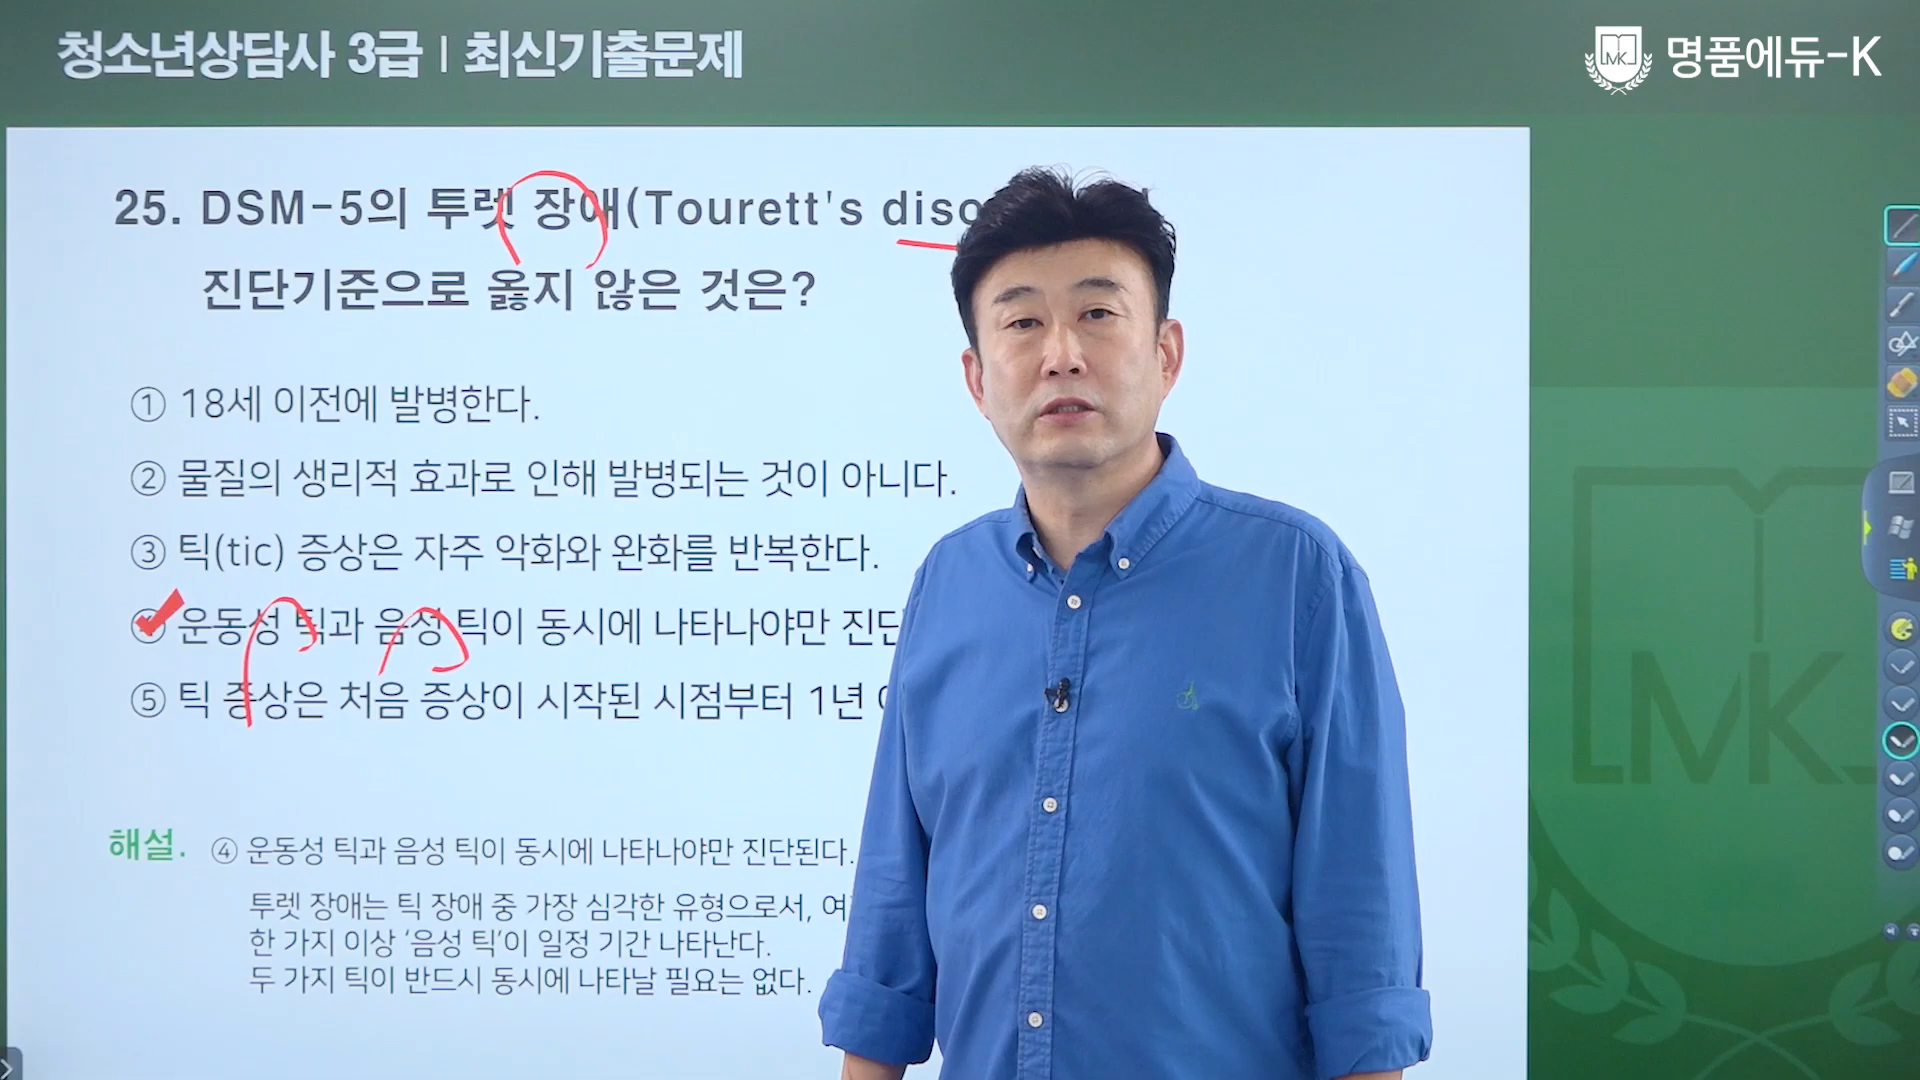 청소년상담사 3급 | 최신기출문제
명품에듀-K
MK
25. DSM-5의 투렛 장애(Tourett's
진단기준으로 옳지 않은 것은?
① 18세 이전에 발병한다.
② 물질의 생리적 효과로 인해 발병되는 것이 아니다.
③ 틱(tic) 증상은 자주 악화와 완화를 반복한다.
④ 운동성 틱과 음성 틱이 동시에 나타나야만
⑤ 틱 증상은 처음 증상이 시작된 시점부터 1년
MK
해설. ④ 운동성 틱과 음성 틱이 동시에 나타나야만 진단된다.
투렛 장애는 틱 장애 중 가장 심각한 유형으로서,
한 가지 이상 '음성 틱'이 일정 기간 나타난다.
두 가지 틱이 반드시 동시에 나타날 필요는 없다.